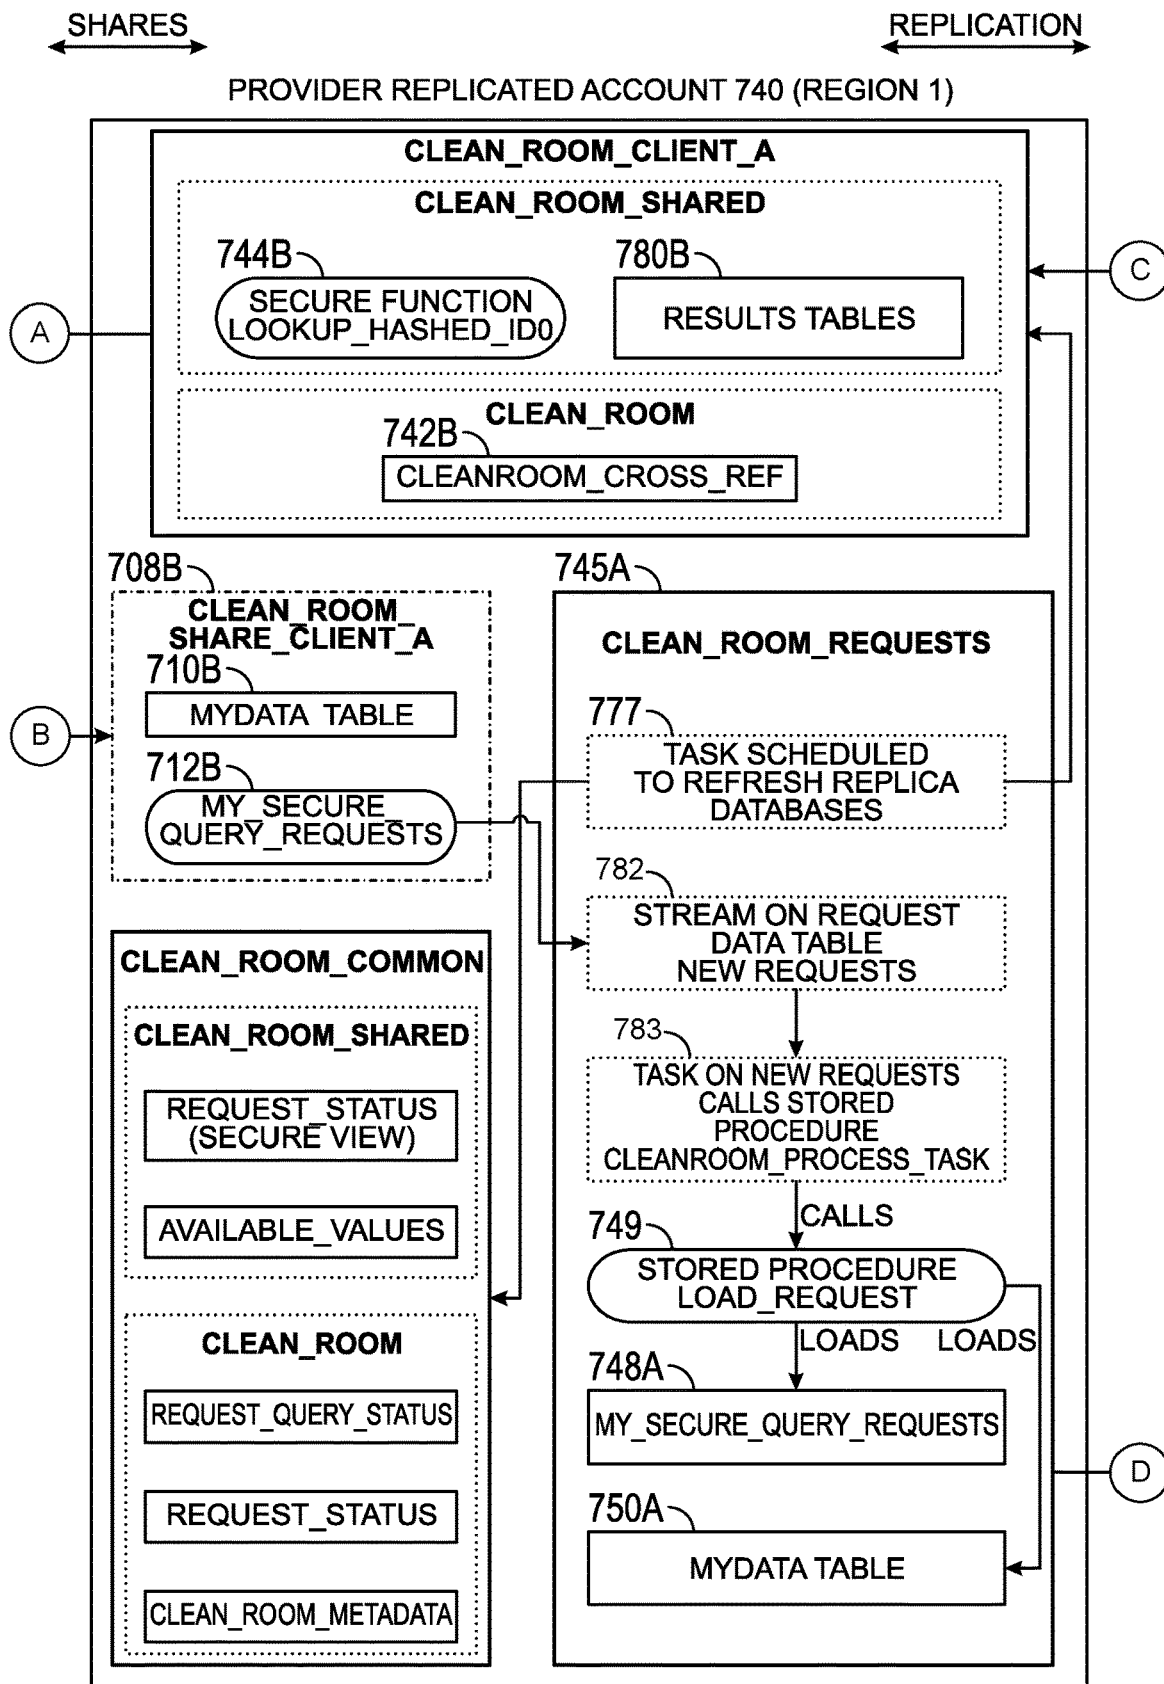 SHARES
REPLICATION
PROVIDER REPLICATED ACCOUNT 740 (REGION 1)
CLEAN_ROOM_CLIENT_A
CLEAN_ROOM_SHARED
744B
SECURE FUNCTION
LOOKUP_HASHED_ID0
780B
RESULTS TABLES
C
A
CLEAN_ROOM
742B
CLEANROOM_CROSS_REF
708B
CLEAN_ROOM_
SHARE_CLIENT_A
710B
MYDATA TABLE
B
712B
MY_SECURE_
QUERY_REQUESTS
745A
CLEAN_ROOM_REQUESTS
777
TASK SCHEDULED
TO REFRESH REPLICA
DATABASES
782
STREAM ON REQUEST
DATA TABLE
NEW REQUESTS
783
TASK ON NEW REQUESTS
CALLS STORED
PROCEDURE
CLEANROOM_PROCESS_TASK
CALLS
749
STORED PROCEDURE
LOAD_REQUEST
LOADS
LOADS
748A
MY_SECURE_QUERY_REQUESTS
D
750A
MYDATA TABLE
CLEAN_ROOM_COMMON
CLEAN_ROOM_SHARED
REQUEST_STATUS
(SECURE VIEW)
AVAILABLE_VALUES
CLEAN_ROOM
REQUEST_QUERY_STATUS
REQUEST_STATUS
CLEAN_ROOM_METADATA